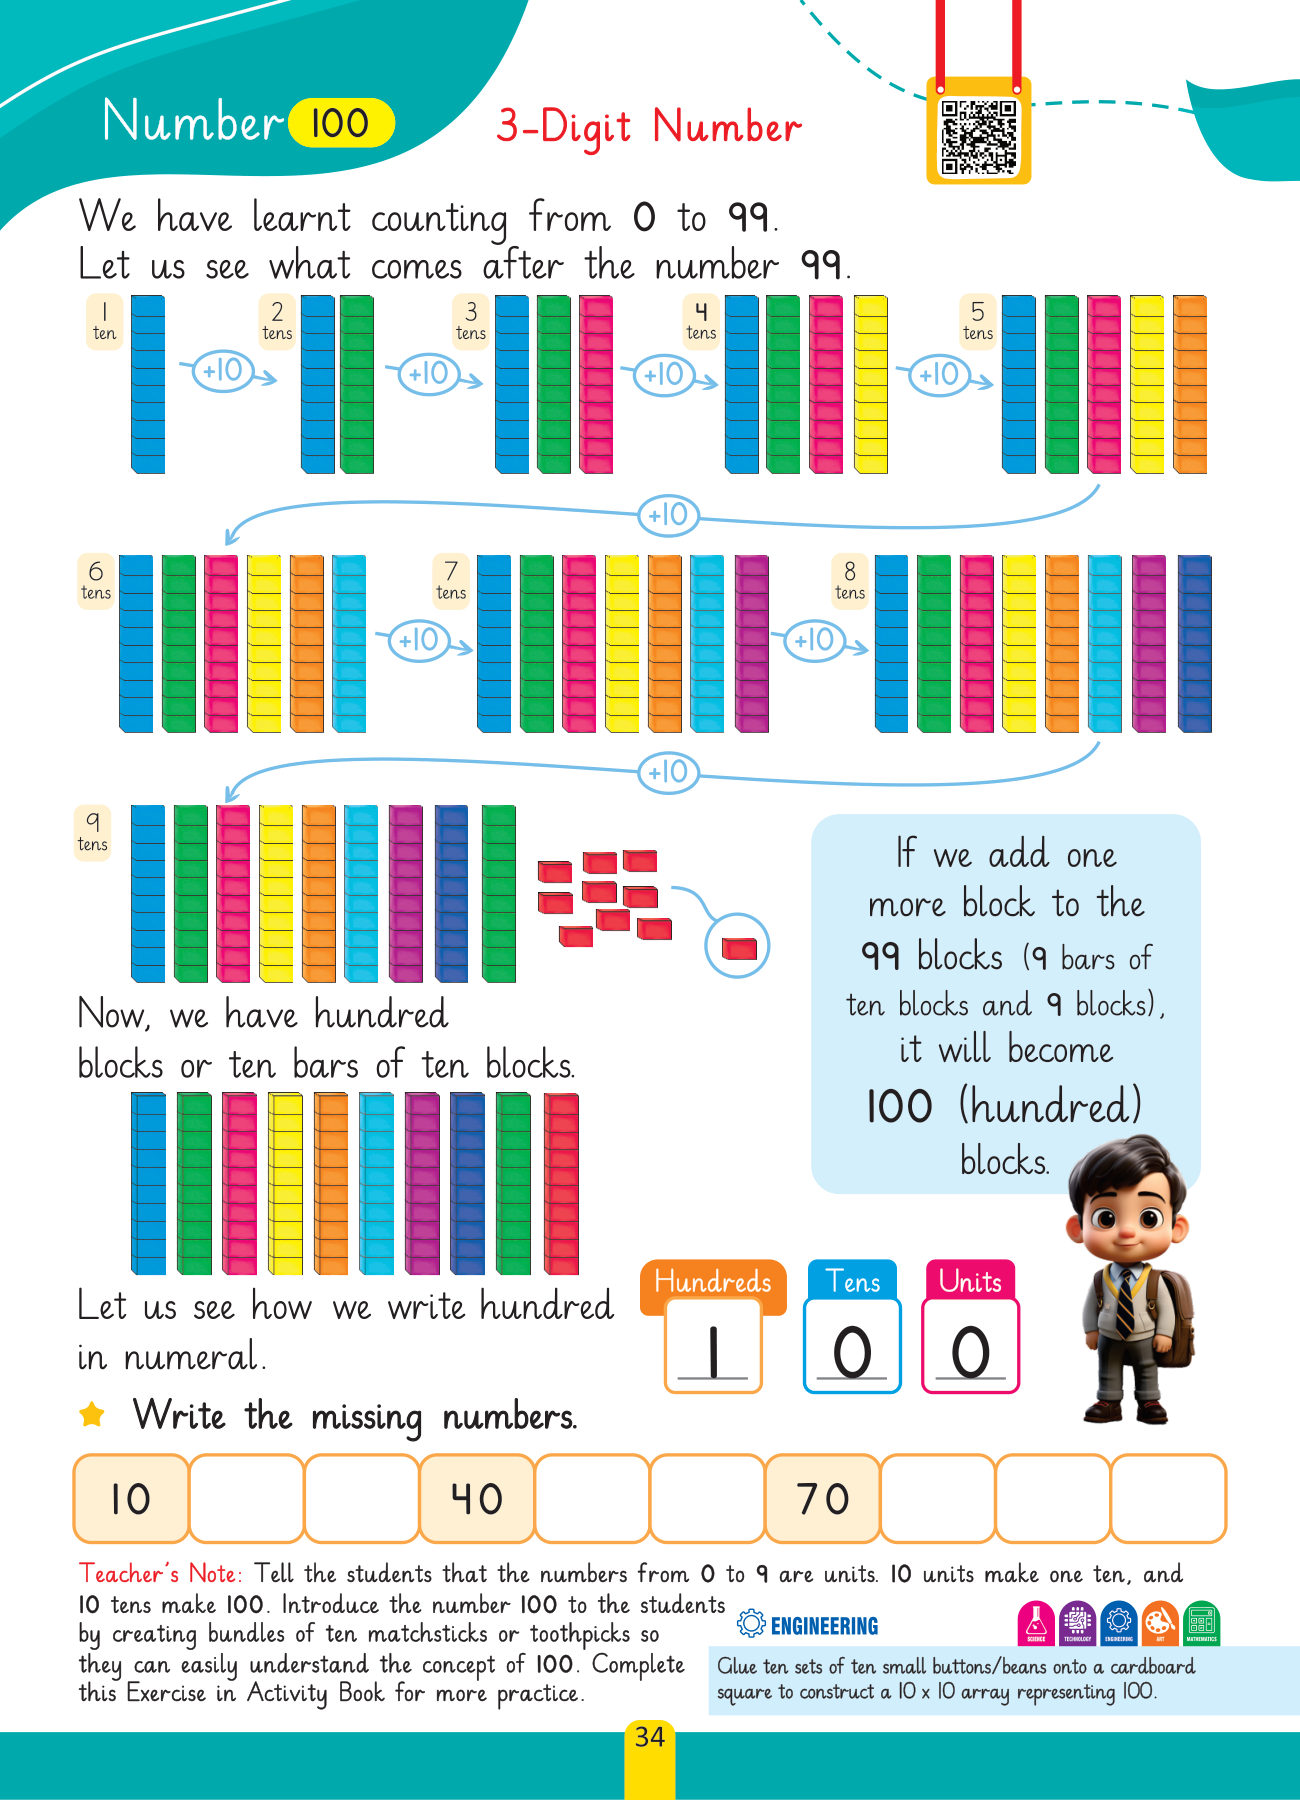 Number 100
3-Digit Number
We have learnt counting from 0 to 99.
Let us see what comes after the number 99.
1 ten
+10
2 tens
+10
3 tens
+10
4 tens
+10
5 tens
+10
6 tens
+10
7 tens
+10
8 tens
+10
9 tens
If we add one
more block to the
99 blocks (9 bars of
ten blocks and 9 blocks),
it will become
100 (hundred)
blocks.
Now, we have hundred
blocks or ten bars of ten blocks.
Hundreds Tens Units
1 0 0
Let us see how we write hundred
in numeral.
Write the missing numbers.
10 40 70
Teacher's Note: Tell the students that the numbers from 0 to 9 are units. 10 units make one ten, and
10 tens make 100. Introduce the number 100 to the students
by creating bundles of ten matchsticks or toothpicks so
they can easily understand the concept of 100. Complete
this Exercise in Activity Book for more practice.
ENGINEERING
SCIENCE TECHNOLOGY ENGINEERING ART MATHEMATICS
Glue ten sets of ten small buttons/beans onto a cardboard
square to construct a 10 x 10 array representing 100.
34